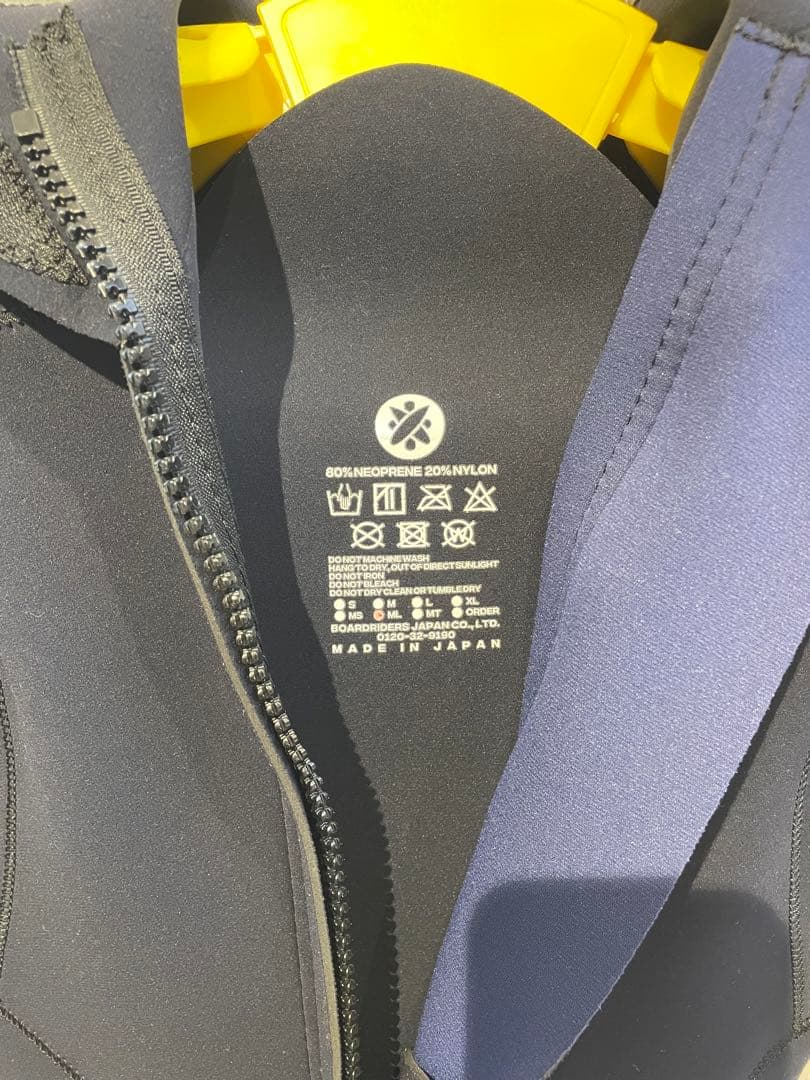 80% NEOPRENE 20% NYLON
W
DO NOT MACHINE WASH
HANG TO DRY, OUT OF DIRECT SUNLIGHT
DO NOT IRON
DO NOT BLEACH
DO NOT DRY CLEAN OR TUMBLE DRY
S M L XL
MS ML MT ORDER
BOARDRIDERS JAPAN CO., LTD.
0120-32-9190
MADE IN JAPAN